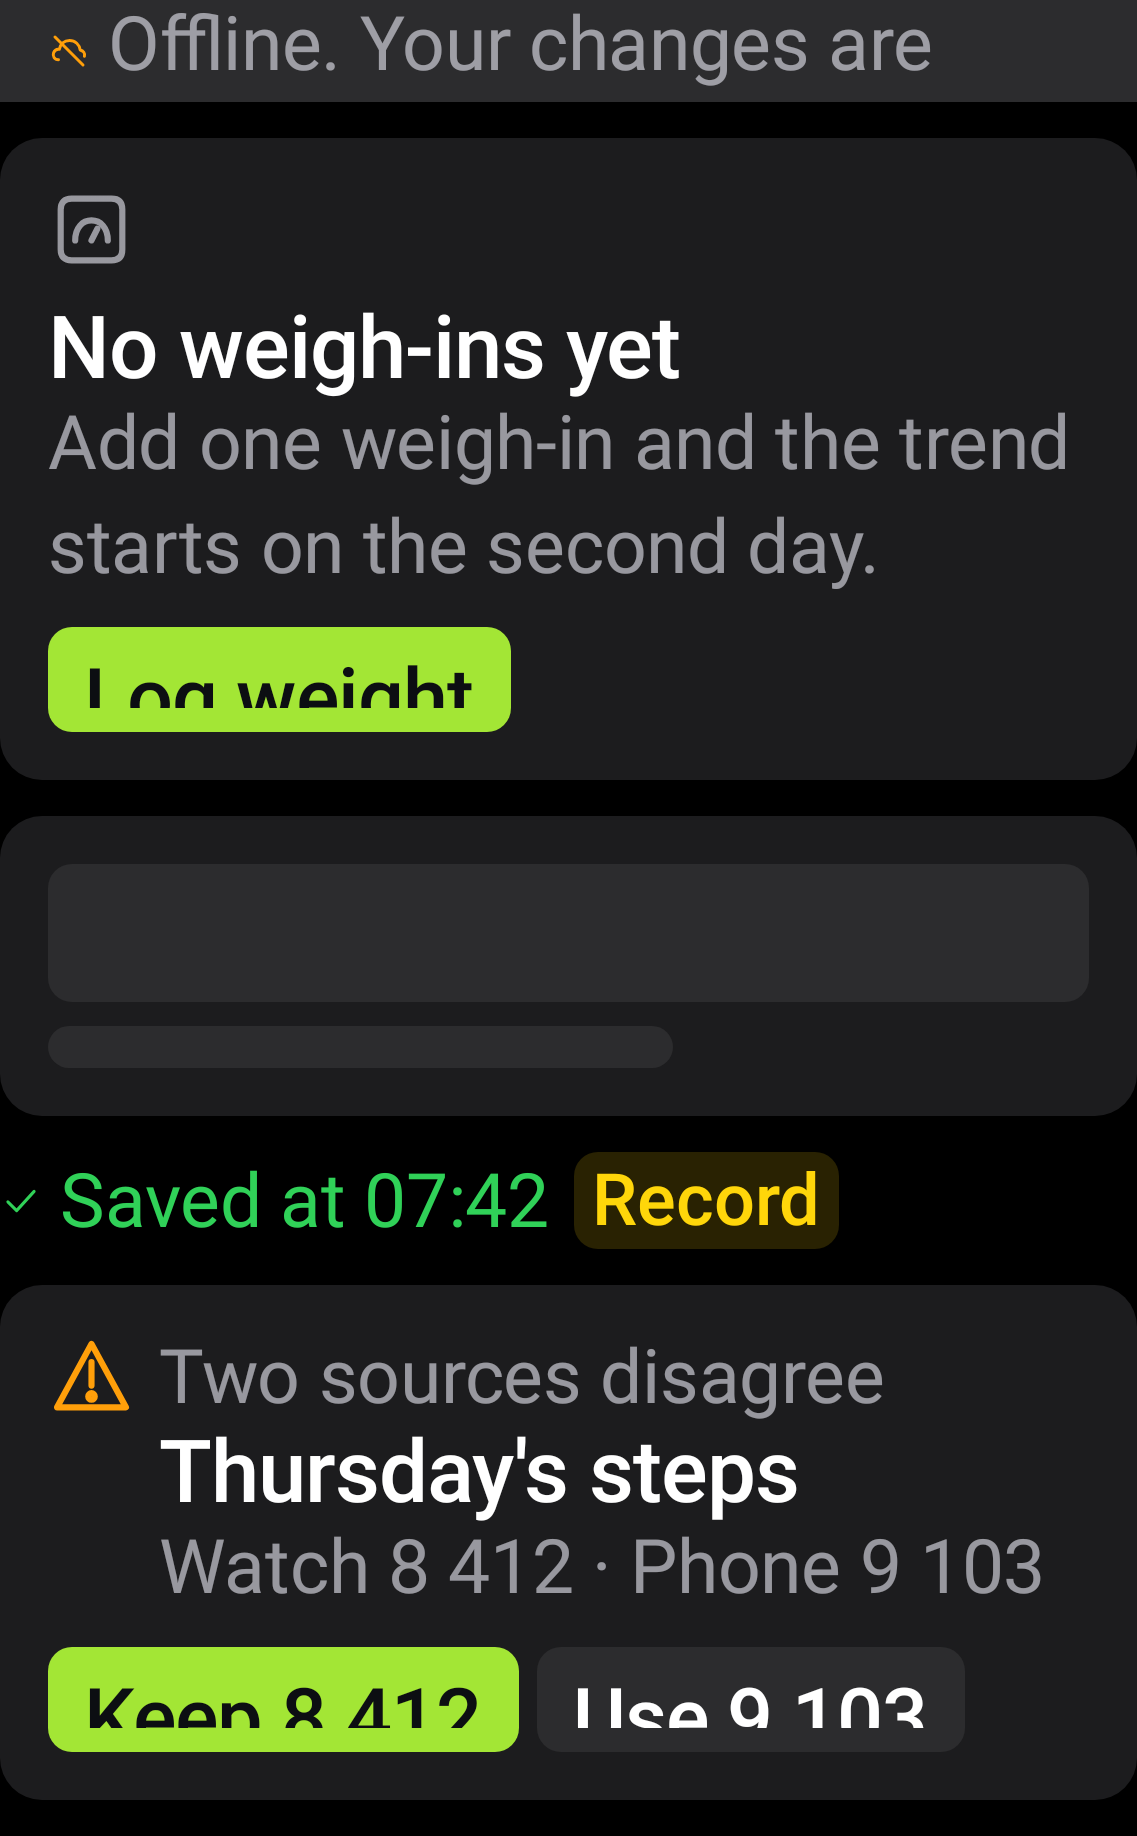 Offline. Your changes are
No weigh-ins yet
Add one weigh-in and the trend
starts on the second day.
Log weight
Saved at 07:42 Record
Two sources disagree
Thursday's steps
Watch 8 412 · Phone 9 103
Keep 8 412 Use 9 103